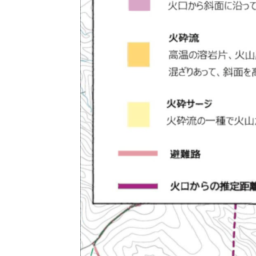 火口から斜面に沿って
火砕流
高温の溶岩片、火山
混ざりあって、斜面を高
火砕サージ
火砕流の一種で火山
避難路
火口からの推定距離